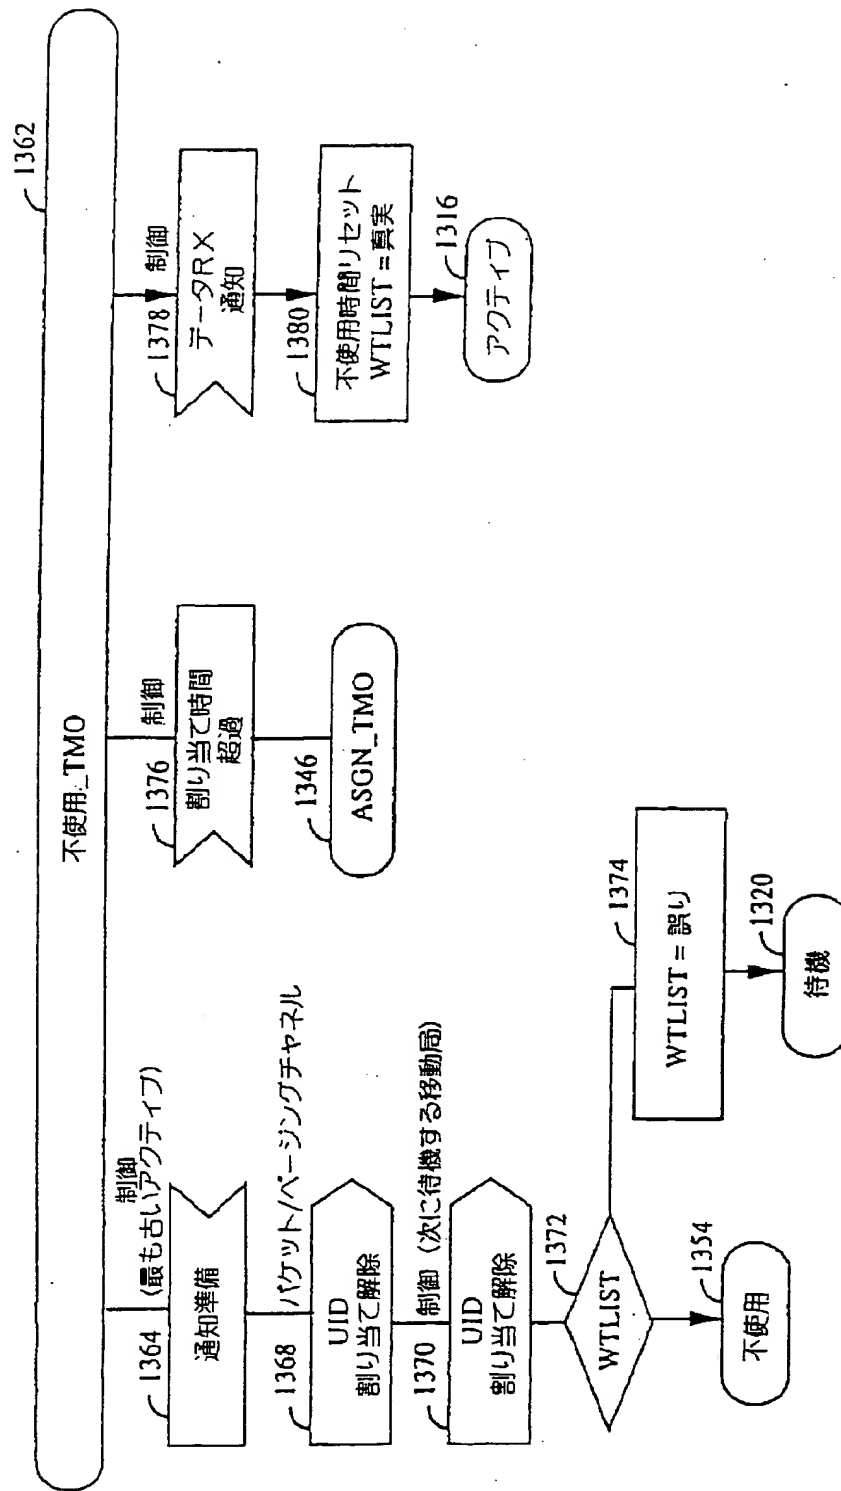 1362
不使用_TMO
制御
(最も古いアクティブ)
1364
通知準備
パケット/ページングチャネル
1368
UID
割り当て解除
制御 (次に待機する移動局)
1370
UID
割り当て解除
1372
WTLIST
1354
不使用
1374
WTLIST = 誤り
1320
待機
制御
1376
割り当て時間
超過
1346
ASGN_TMO
制御
1378
データRX
通知
1380
不使用時間リセット
WTLIST = 真実
1316
アクティブ